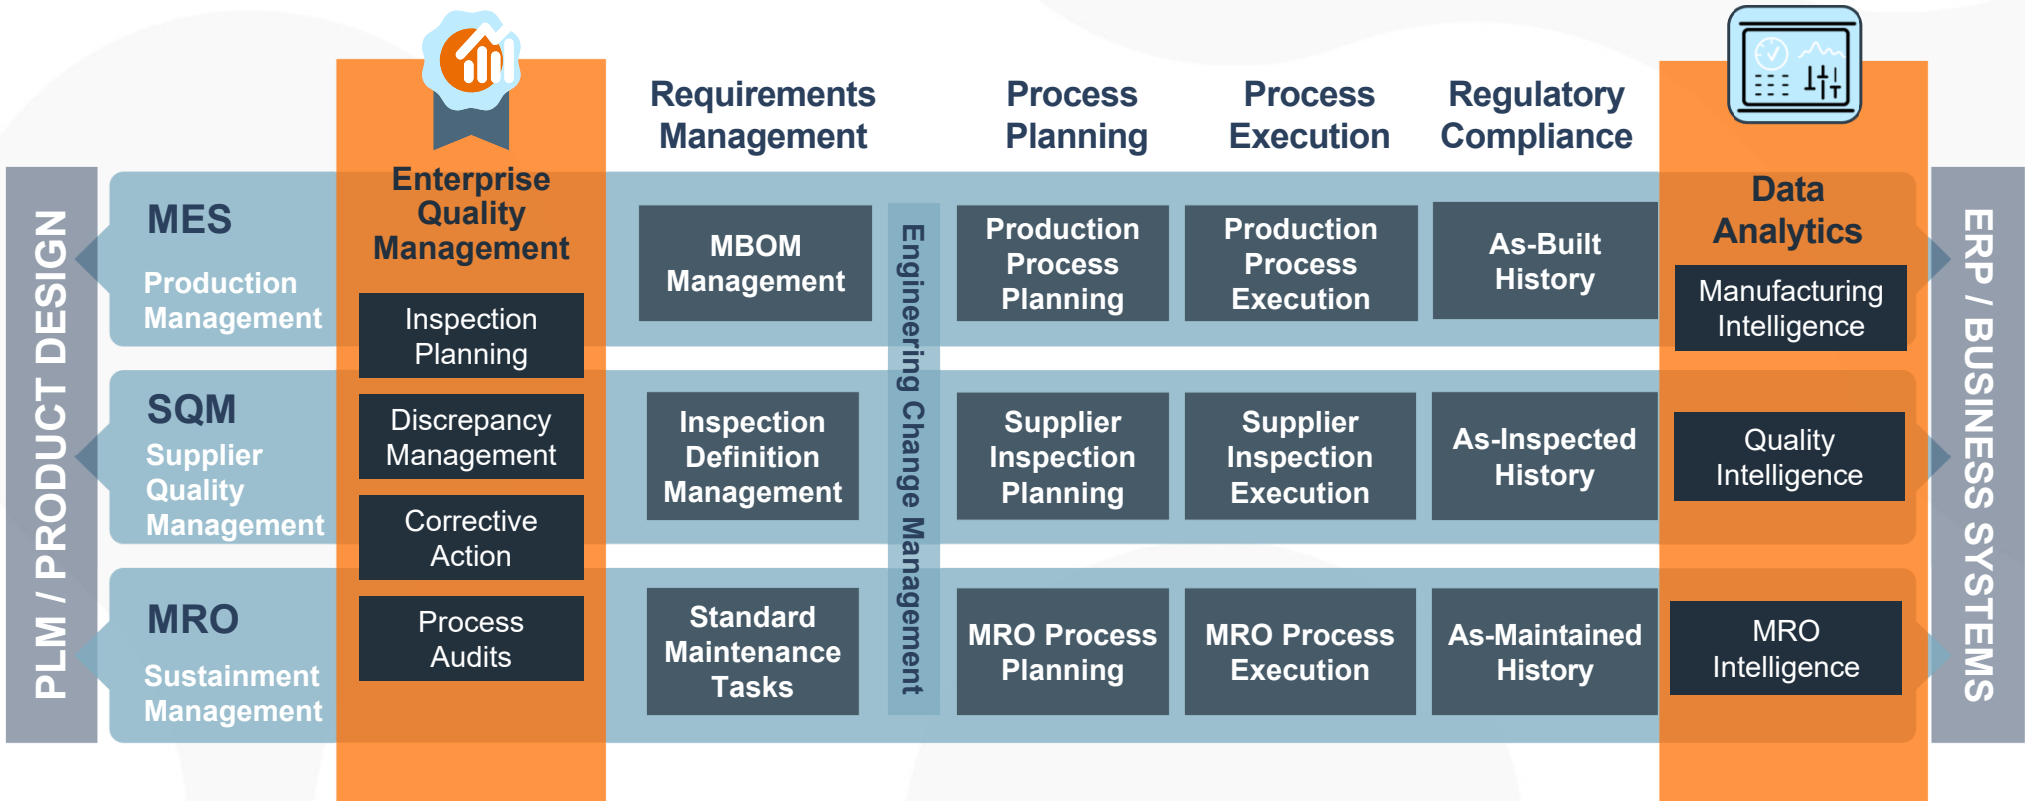 PLM / PRODUCT DESIGN
MES
Production
Management
SQM
Supplier
Quality
Management
MRO
Sustainment
Management
Enterprise
Quality
Management
Inspection
Planning
Discrepancy
Management
Corrective
Action
Process
Audits
Requirements
Management
MBOM
Management
Inspection
Definition
Management
Standard
Maintenance
Tasks
Engineering Change Management
Process
Planning
Production
Process
Planning
Supplier
Inspection
Planning
MRO Process
Planning
Process
Execution
Production
Process
Execution
Supplier
Inspection
Execution
MRO Process
Execution
Regulatory
Compliance
As-Built
History
As-Inspected
History
As-Maintained
History
Data
Analytics
Manufacturing
Intelligence
Quality
Intelligence
MRO
Intelligence
ERP / BUSINESS SYSTEMS